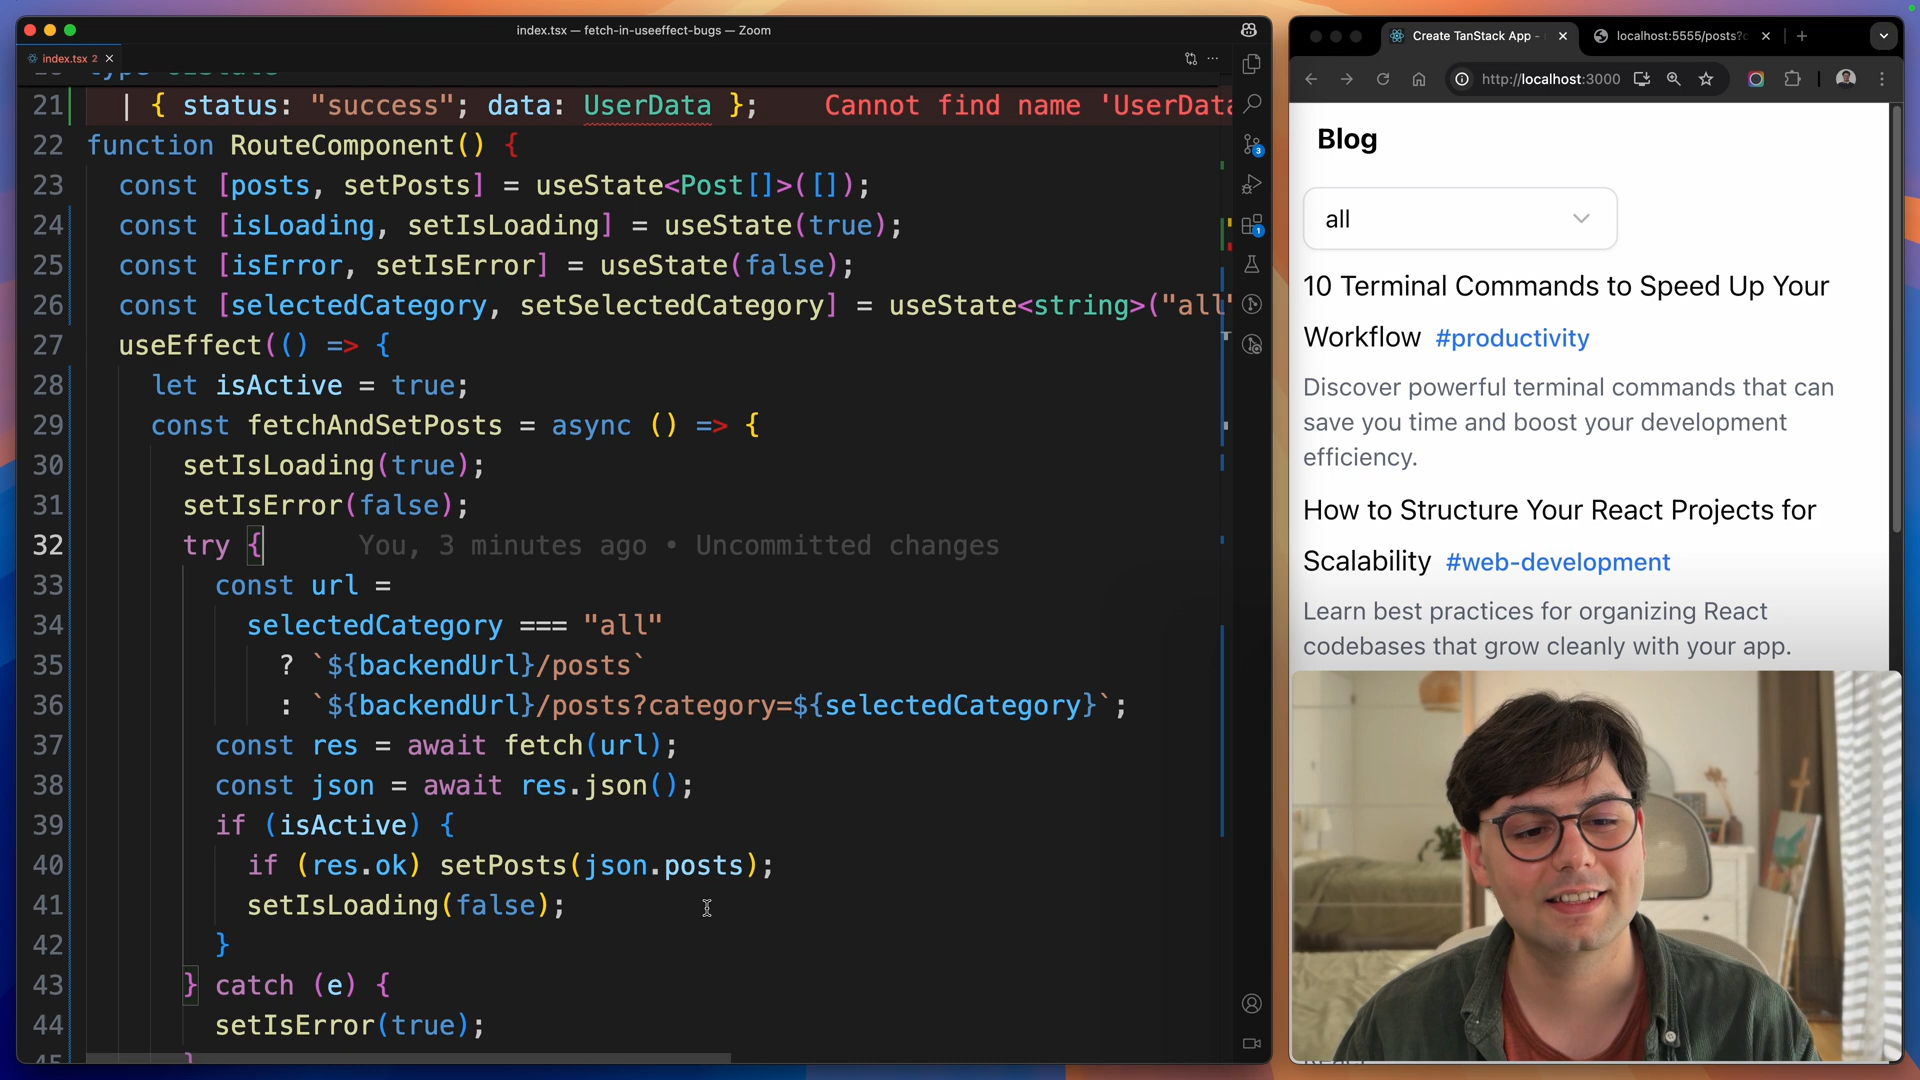 index.tsx — fetch-in-useeffect-bugs — Zoom
index.tsx 2
21 | { status: "success"; data: UserData }; Cannot find name 'UserData
22 function RouteComponent() {
23 const [posts, setPosts] = useState<Post[]>([]);
24 const [isLoading, setIsLoading] = useState(true);
25 const [isError, setIsError] = useState(false);
26 const [selectedCategory, setSelectedCategory] = useState<string>("all"
27 useEffect(() => {
28 let isActive = true;
29 const fetchAndSetPosts = async () => {
30 setIsLoading(true);
31 setIsError(false);
32 try { You, 3 minutes ago • Uncommitted changes
33 const url =
34 selectedCategory === "all"
35 ? `${backendUrl}/posts`
36 : `${backendUrl}/posts?category=${selectedCategory}`;
37 const res = await fetch(url);
38 const json = await res.json();
39 if (isActive) {
40 if (res.ok) setPosts(json.posts);
41 setIsLoading(false);
42 }
43 } catch (e) {
44 setIsError(true);
3
1
Create TanStack App -
localhost:5555/posts?c
http://localhost:3000
Blog
all
10 Terminal Commands to Speed Up Your
Workflow #productivity
Discover powerful terminal commands that can
save you time and boost your development
efficiency.
How to Structure Your React Projects for
Scalability #web-development
Learn best practices for organizing React
codebases that grow cleanly with your app.